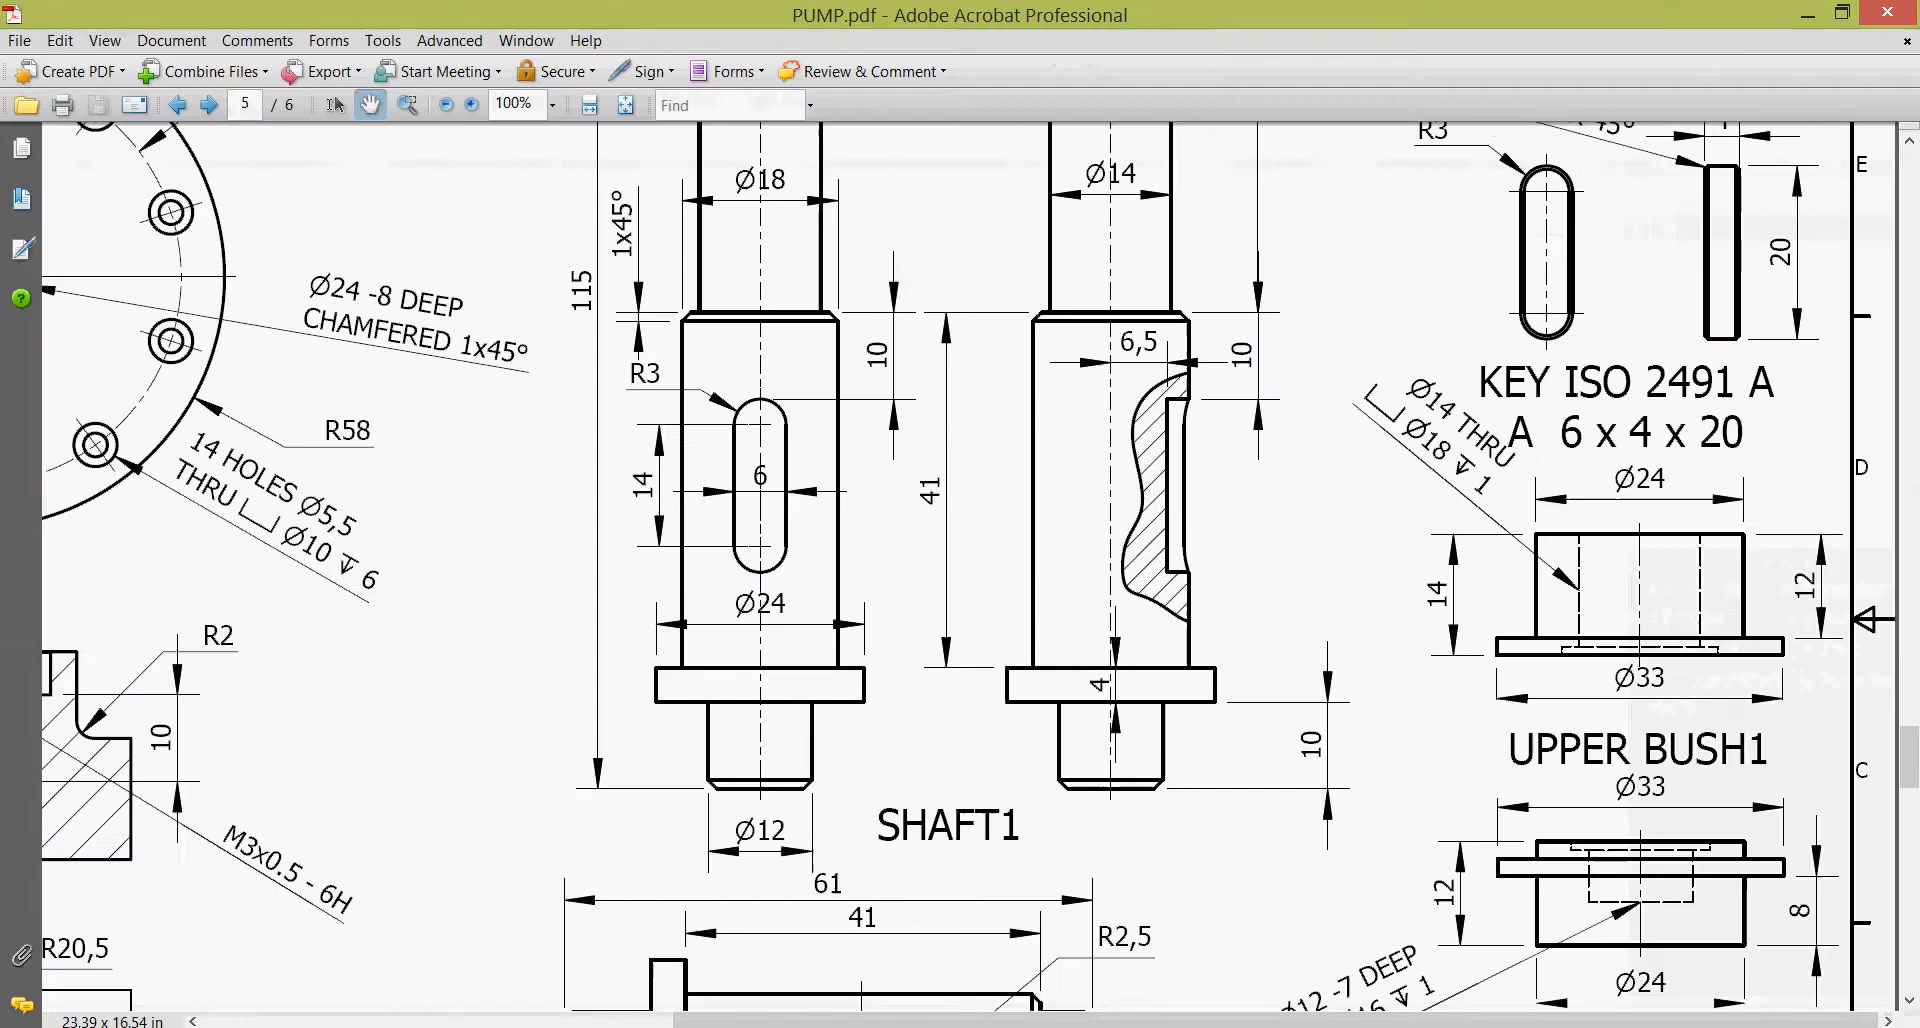 PUMP.pdf - Adobe Acrobat Professional
File Edit View Document Comments Forms Tools Advanced Window Help
Create PDF Combine Files Export Start Meeting Secure Sign Forms Review & Comment
5 / 6 100% Find
R3
E
Ø18
Ø14
1x45°
115
20
Ø24 -8 DEEP
CHAMFERED 1x45°
10
6,5
10
R3
KEY ISO 2491 A
A 6 x 4 x 20
Ø14 THRU
⌴ Ø18 ↧ 1
R58
D
14 HOLES Ø5,5
THRU ⌴ Ø10 ↧ 6
14
6
41
Ø24
14
12
Ø24
R2
Ø33
4
10
10
UPPER BUSH1
C
Ø33
SHAFT1
Ø12
M3x0.5 - 6H
61
41
12
8
R2,5
R20,5
Ø12 -7 DEEP
↧ 1
Ø24
23.39 x 16.54 in